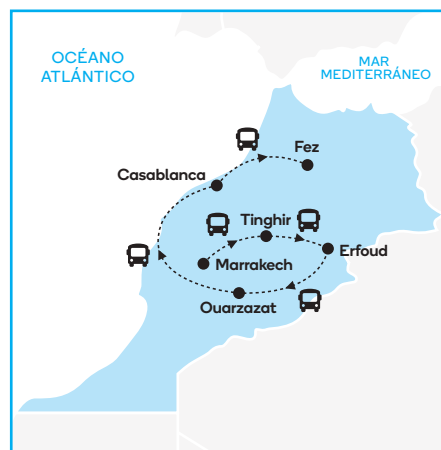 OCÉANO
ATLÁNTICO
MAR
MEDITERRÁNEO
Fez
Casablanca
Tinghir
Erfoud
Marrakech
Ouarzazat